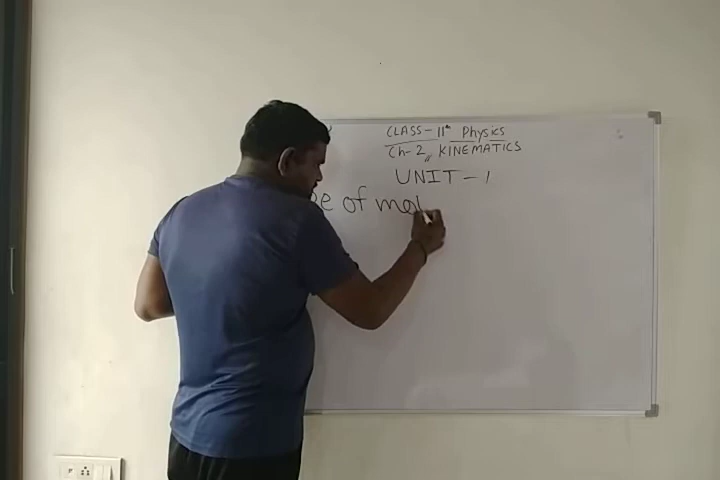 CLASS-11th Physics
Ch-2,, KINEMATICS
UNIT-1
of